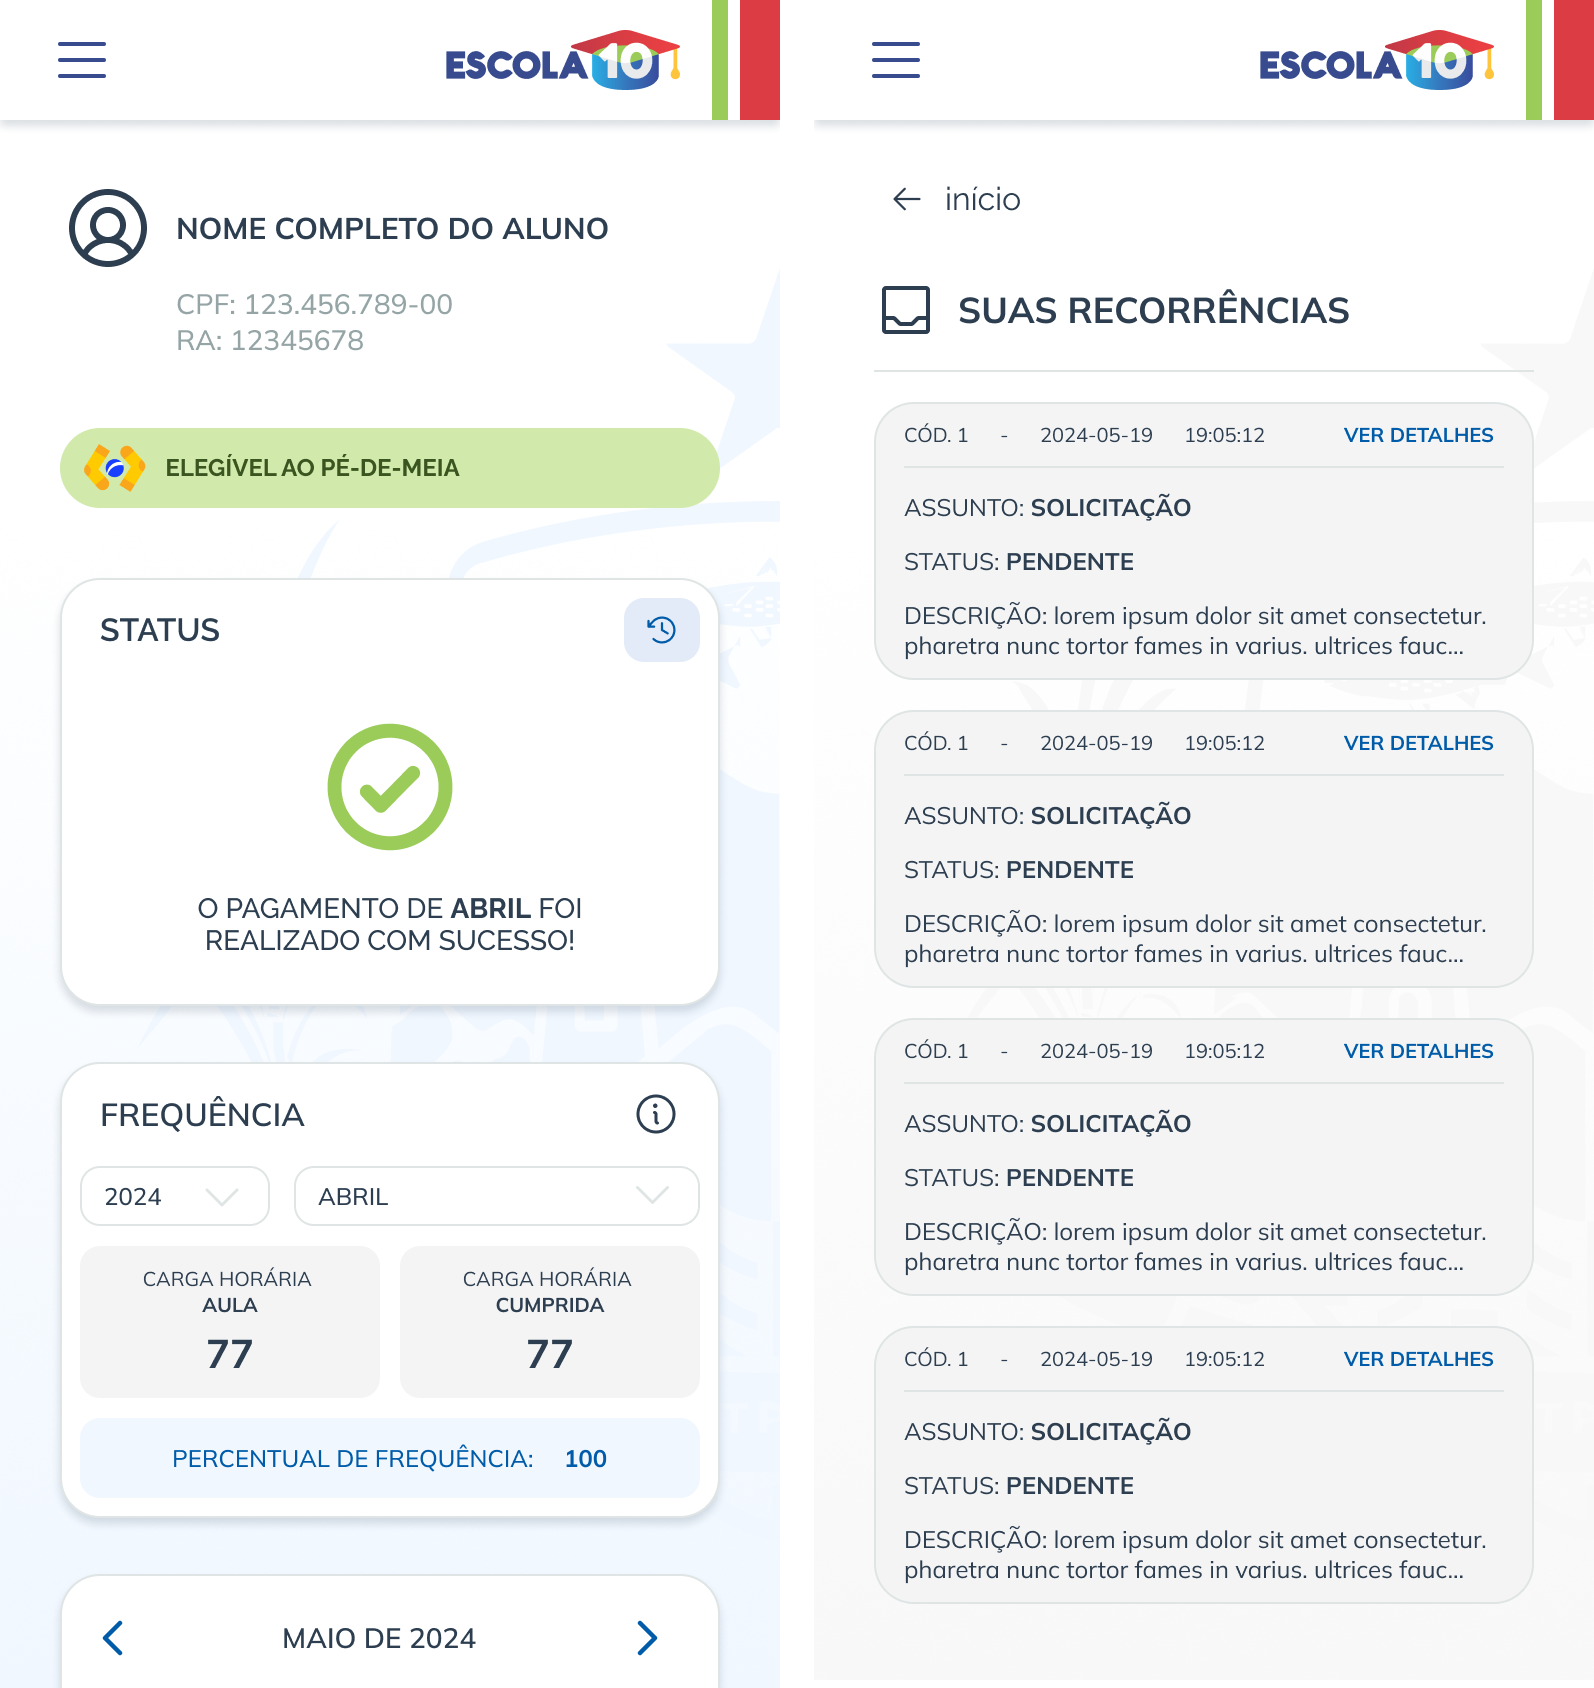 ESCOLA 10
NOME COMPLETO DO ALUNO
CPF: 123.456.789-00
RA: 12345678
ELEGÍVEL AO PÉ-DE-MEIA
STATUS
O PAGAMENTO DE ABRIL FOI
REALIZADO COM SUCESSO!
FREQUÊNCIA
2024
ABRIL
CARGA HORÁRIA
AULA
77
CARGA HORÁRIA
CUMPRIDA
77
PERCENTUAL DE FREQUÊNCIA: 100
MAIO DE 2024
ESCOLA 10
início
SUAS RECORRÊNCIAS
CÓD. 1 - 2024-05-19 19:05:12 VER DETALHES
ASSUNTO: SOLICITAÇÃO
STATUS: PENDENTE
DESCRIÇÃO: lorem ipsum dolor sit amet consectetur.
pharetra nunc tortor fames in varius. ultrices fauc...
CÓD. 1 - 2024-05-19 19:05:12 VER DETALHES
ASSUNTO: SOLICITAÇÃO
STATUS: PENDENTE
DESCRIÇÃO: lorem ipsum dolor sit amet consectetur.
pharetra nunc tortor fames in varius. ultrices fauc...
CÓD. 1 - 2024-05-19 19:05:12 VER DETALHES
ASSUNTO: SOLICITAÇÃO
STATUS: PENDENTE
DESCRIÇÃO: lorem ipsum dolor sit amet consectetur.
pharetra nunc tortor fames in varius. ultrices fauc...
CÓD. 1 - 2024-05-19 19:05:12 VER DETALHES
ASSUNTO: SOLICITAÇÃO
STATUS: PENDENTE
DESCRIÇÃO: lorem ipsum dolor sit amet consectetur.
pharetra nunc tortor fames in varius. ultrices fauc...